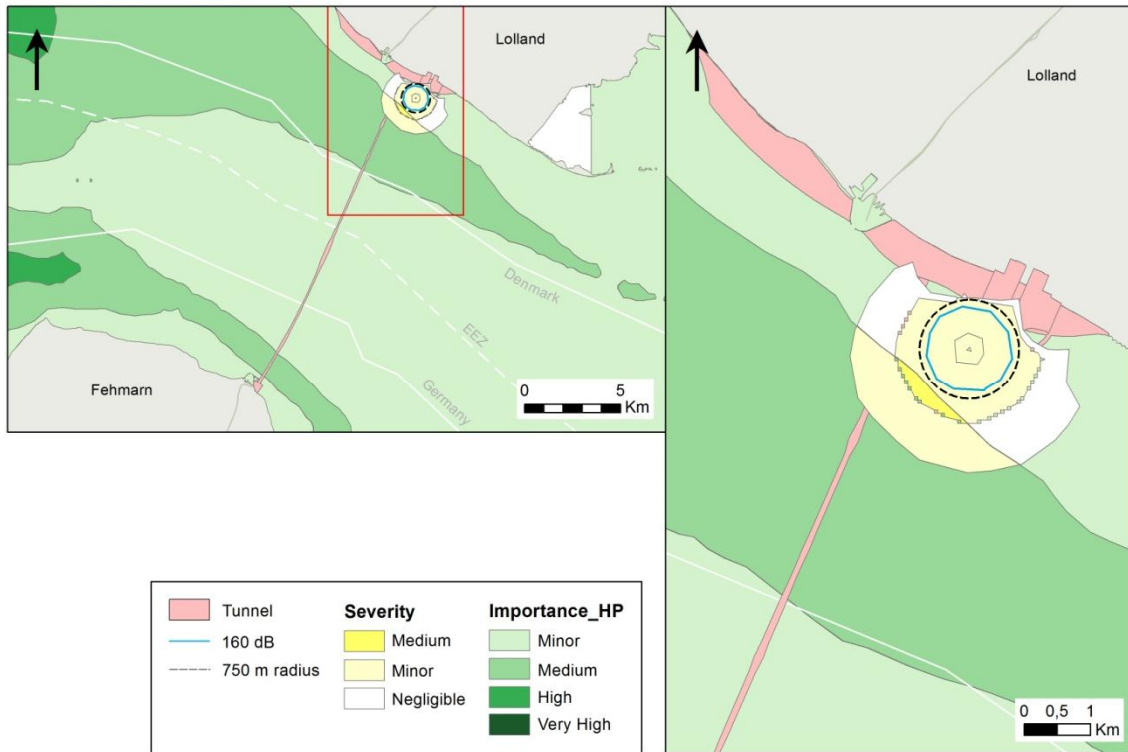 Lolland
Denmark
EEZ
Germany
Fehmarn
0 5
Km
Lolland
0 0,5 1
Km
Tunnel
160 dB
750 m radius
Severity
Medium
Minor
Negligible
Importance_HP
Minor
Medium
High
Very High